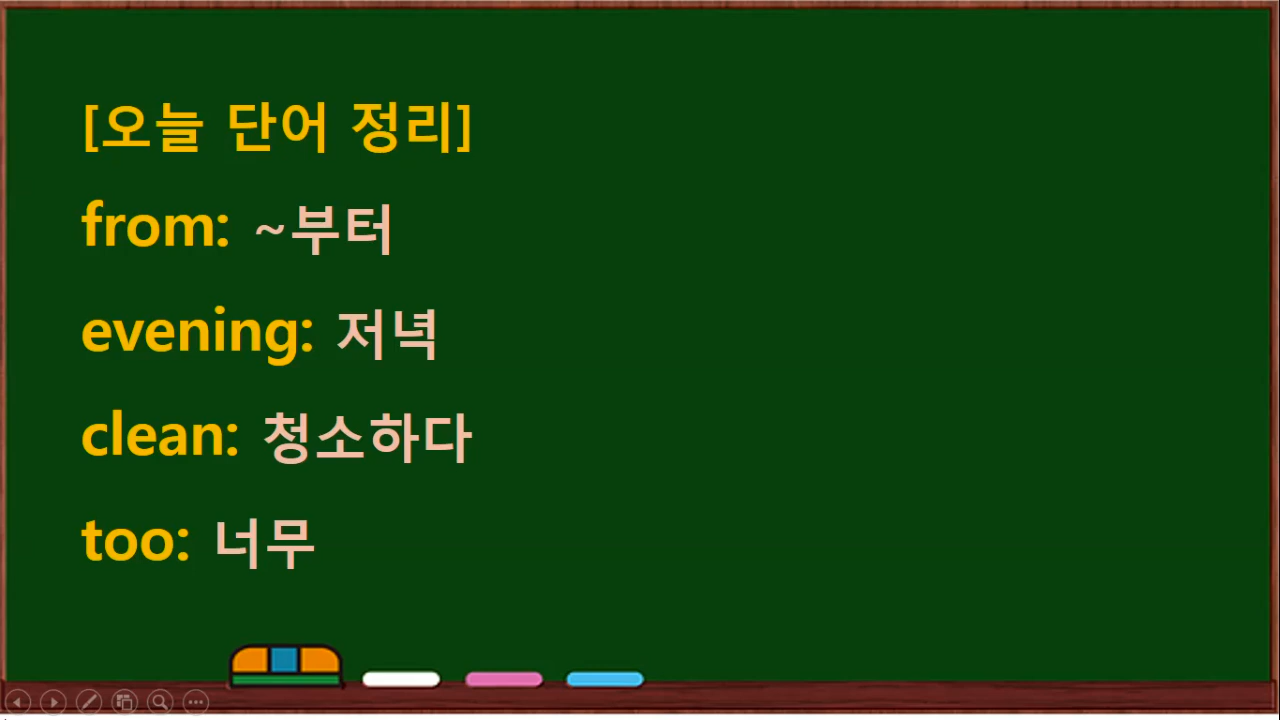 [오늘 단어 정리]
from: ~부터
evening: 저녁
clean: 청소하다
too: 너무